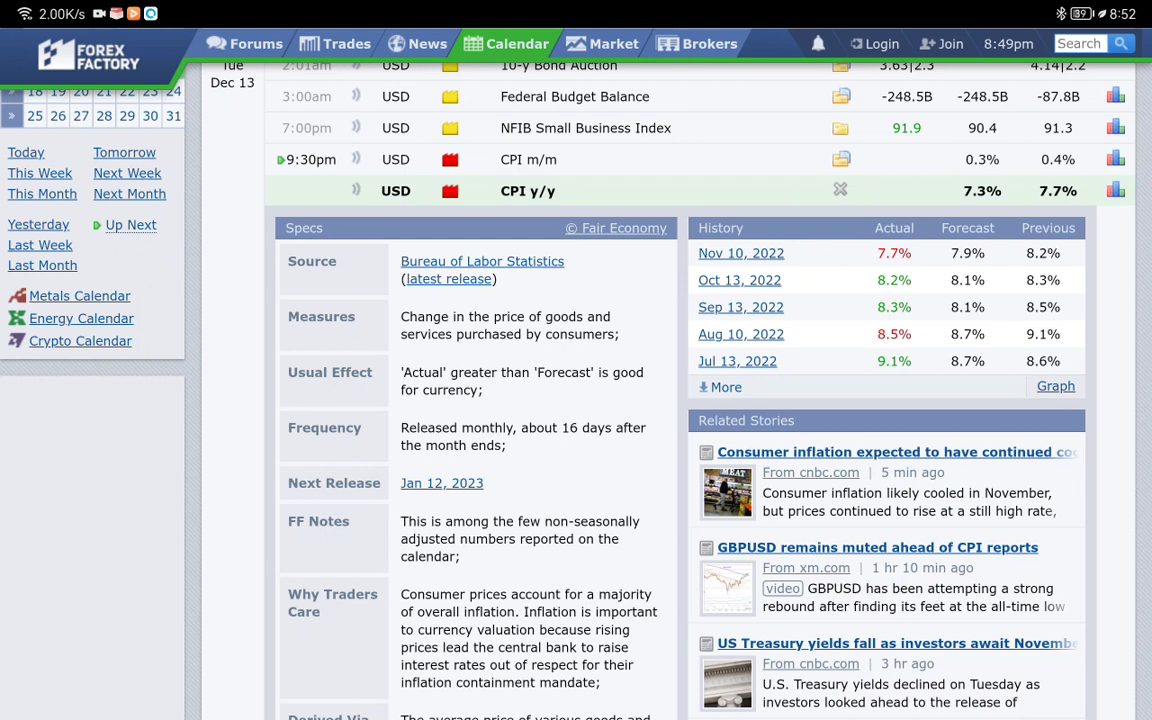 2.00K/s
89
8:52
FOREX
FACTORY
Forums
Trades
News
Calendar
Market
Brokers
Login
Join
8:49pm
Search
18 19 20 21 22 23 24
» 25 26 27 28 29 30 31
Today
Tomorrow
This Week
Next Week
This Month
Next Month
Yesterday
Up Next
Last Week
Last Month
Metals Calendar
Energy Calendar
Crypto Calendar
Tue
Dec 13
2:01am USD 10-y Bond Auction 3.63|2.3 4.14|2.2
3:00am USD Federal Budget Balance -248.5B -248.5B -87.8B
7:00pm USD NFIB Small Business Index 91.9 90.4 91.3
9:30pm USD CPI m/m 0.3% 0.4%
USD CPI y/y 7.3% 7.7%
Specs © Fair Economy
Source
Bureau of Labor Statistics
(latest release)
Measures
Change in the price of goods and
services purchased by consumers;
Usual Effect
'Actual' greater than 'Forecast' is good
for currency;
Frequency
Released monthly, about 16 days after
the month ends;
Next Release
Jan 12, 2023
FF Notes
This is among the few non-seasonally
adjusted numbers reported on the
calendar;
Why Traders
Care
Consumer prices account for a majority
of overall inflation. Inflation is important
to currency valuation because rising
prices lead the central bank to raise
interest rates out of respect for their
inflation containment mandate;
Derived Via
The average price of various goods and
History Actual Forecast Previous
Nov 10, 2022 7.7% 7.9% 8.2%
Oct 13, 2022 8.2% 8.1% 8.3%
Sep 13, 2022 8.3% 8.1% 8.5%
Aug 10, 2022 8.5% 8.7% 9.1%
Jul 13, 2022 9.1% 8.7% 8.6%
More
Graph
Related Stories
Consumer inflation expected to have continued co
From cnbc.com | 5 min ago
MEAT
Consumer inflation likely cooled in November,
but prices continued to rise at a still high rate,
GBPUSD remains muted ahead of CPI reports
From xm.com | 1 hr 10 min ago
video GBPUSD has been attempting a strong
rebound after finding its feet at the all-time low
US Treasury yields fall as investors await Novembe
From cnbc.com | 3 hr ago
U.S. Treasury yields declined on Tuesday as
investors looked ahead to the release of